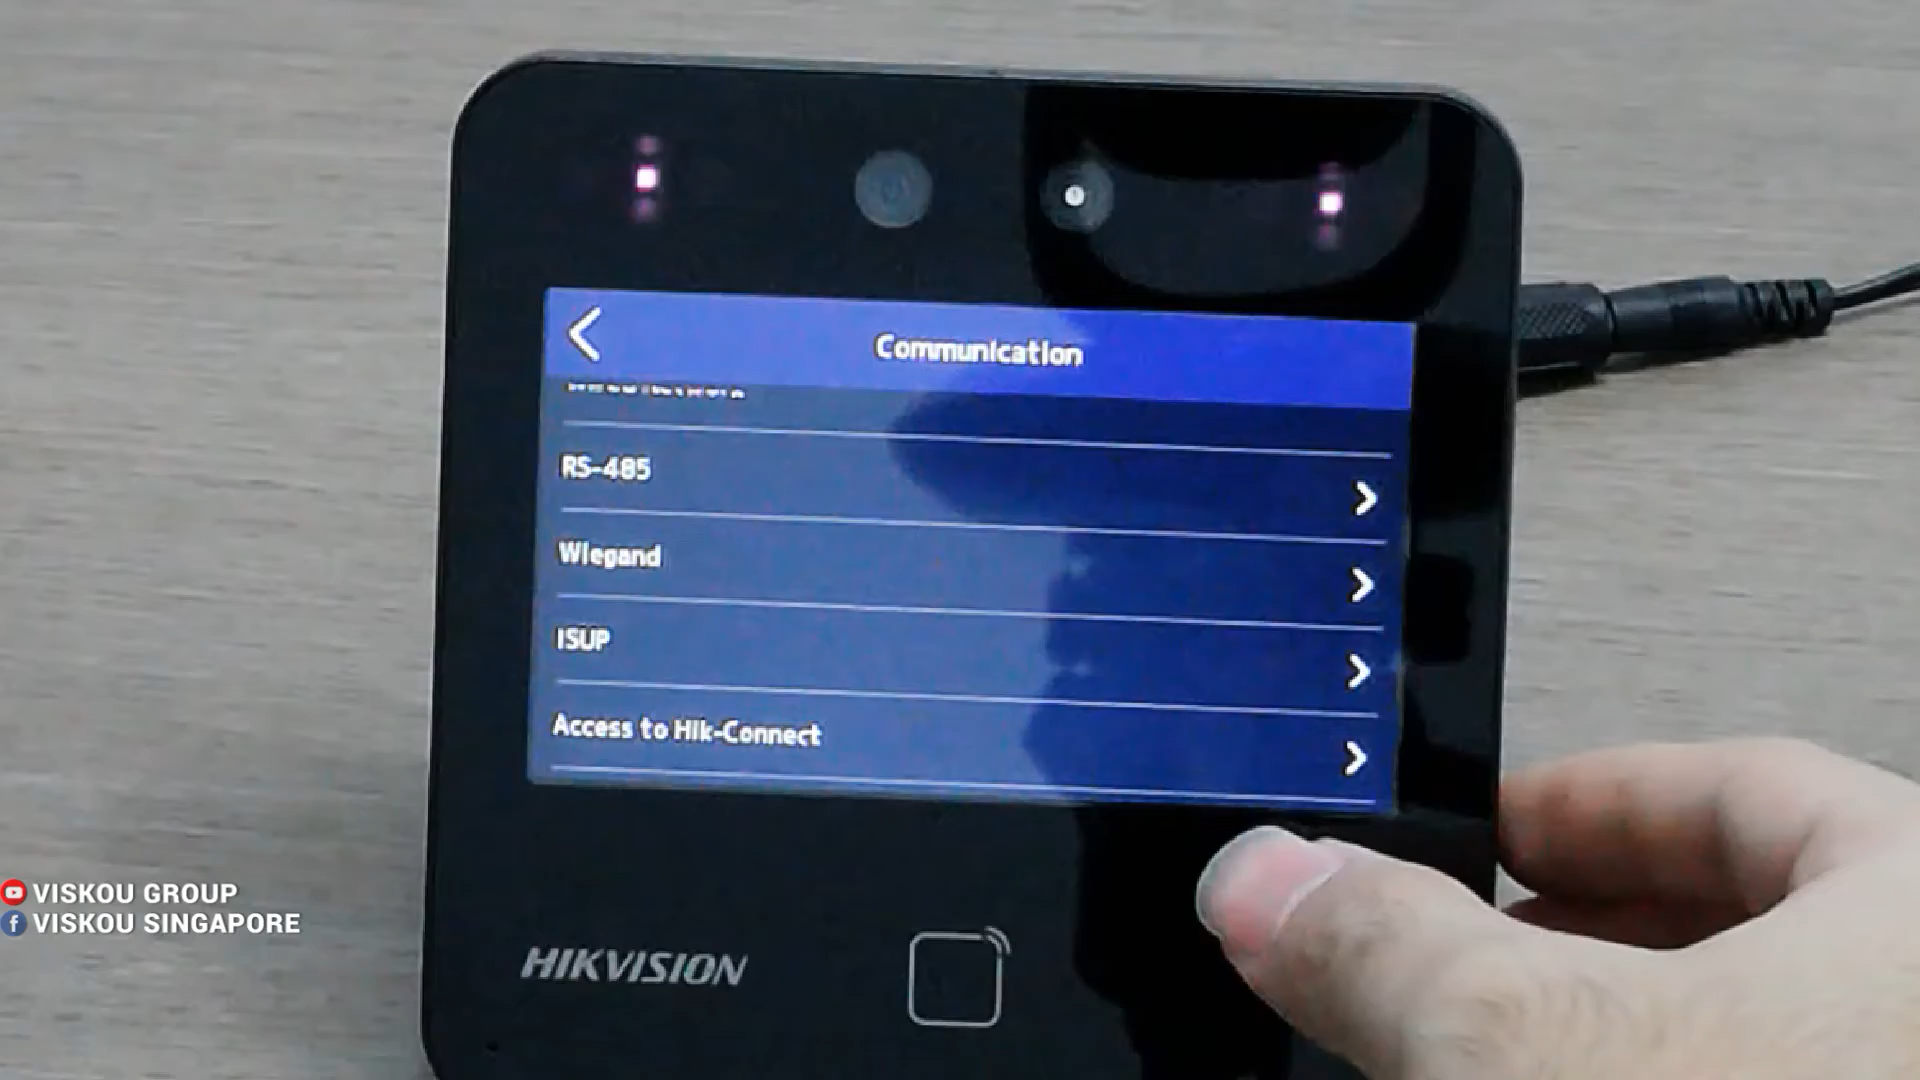 Communication
RS-485
Wiegand
ISUP
Access to Hik-Connect
HIKVISION
VISKOU GROUP
VISKOU SINGAPORE